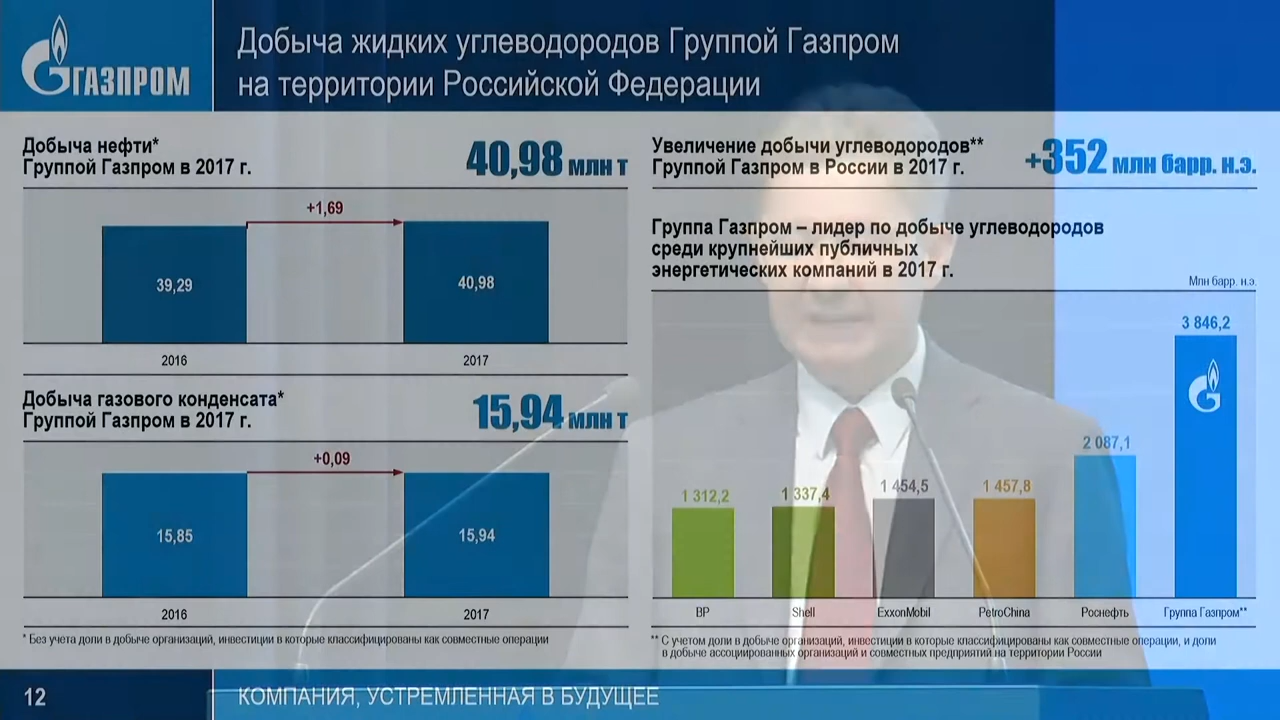 ГАЗПРОМ
Добыча жидких углеводородов Группой Газпром
на территории Российской Федерации
Добыча нефти*
Группой Газпром в 2017 г.
40,98 млн т
+1,69
39,29
40,98
2016
2017
Добыча газового конденсата*
Группой Газпром в 2017 г.
15,94 млн т
+0,09
15,85
15,94
2016
2017
* Без учета доли в добыче организаций, инвестиции в которые классифицированы как совместные операции
Увеличение добычи углеводородов**
Группой Газпром в России в 2017 г.
+352 млн барр. н.э.
Группа Газпром – лидер по добыче углеводородов
среди крупнейших публичных
энергетических компаний в 2017 г.
Млн барр. н.э.
1 312,2
1 337,4
1 454,5
1 457,8
2 087,1
3 846,2
BP
Shell
ExxonMobil
PetroChina
Роснефть
Группа Газпром**
** С учетом доли в добыче организаций, инвестиции в которые классифицированы как совместные операции, и доли
в добыче ассоциированных организаций и совместных предприятий на территории России
12
КОМПАНИЯ, УСТРЕМЛЕННАЯ В БУДУЩЕЕ